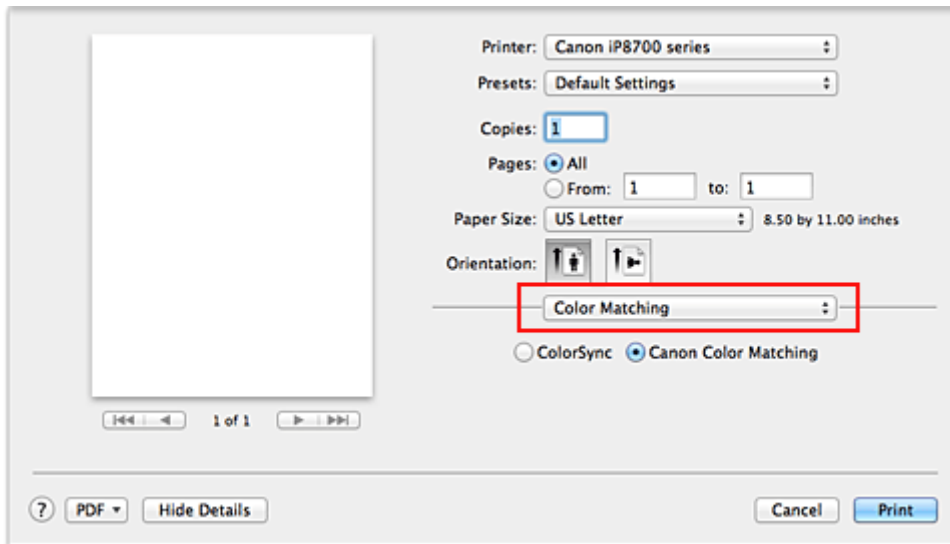 Printer: Canon iP8700 series
Presets: Default Settings
Copies: 1
Pages: All
From: 1 to: 1
Paper Size: US Letter 8.50 by 11.00 inches
Orientation:
Color Matching
ColorSync Canon Color Matching
1 of 1
? PDF Hide Details Cancel Print